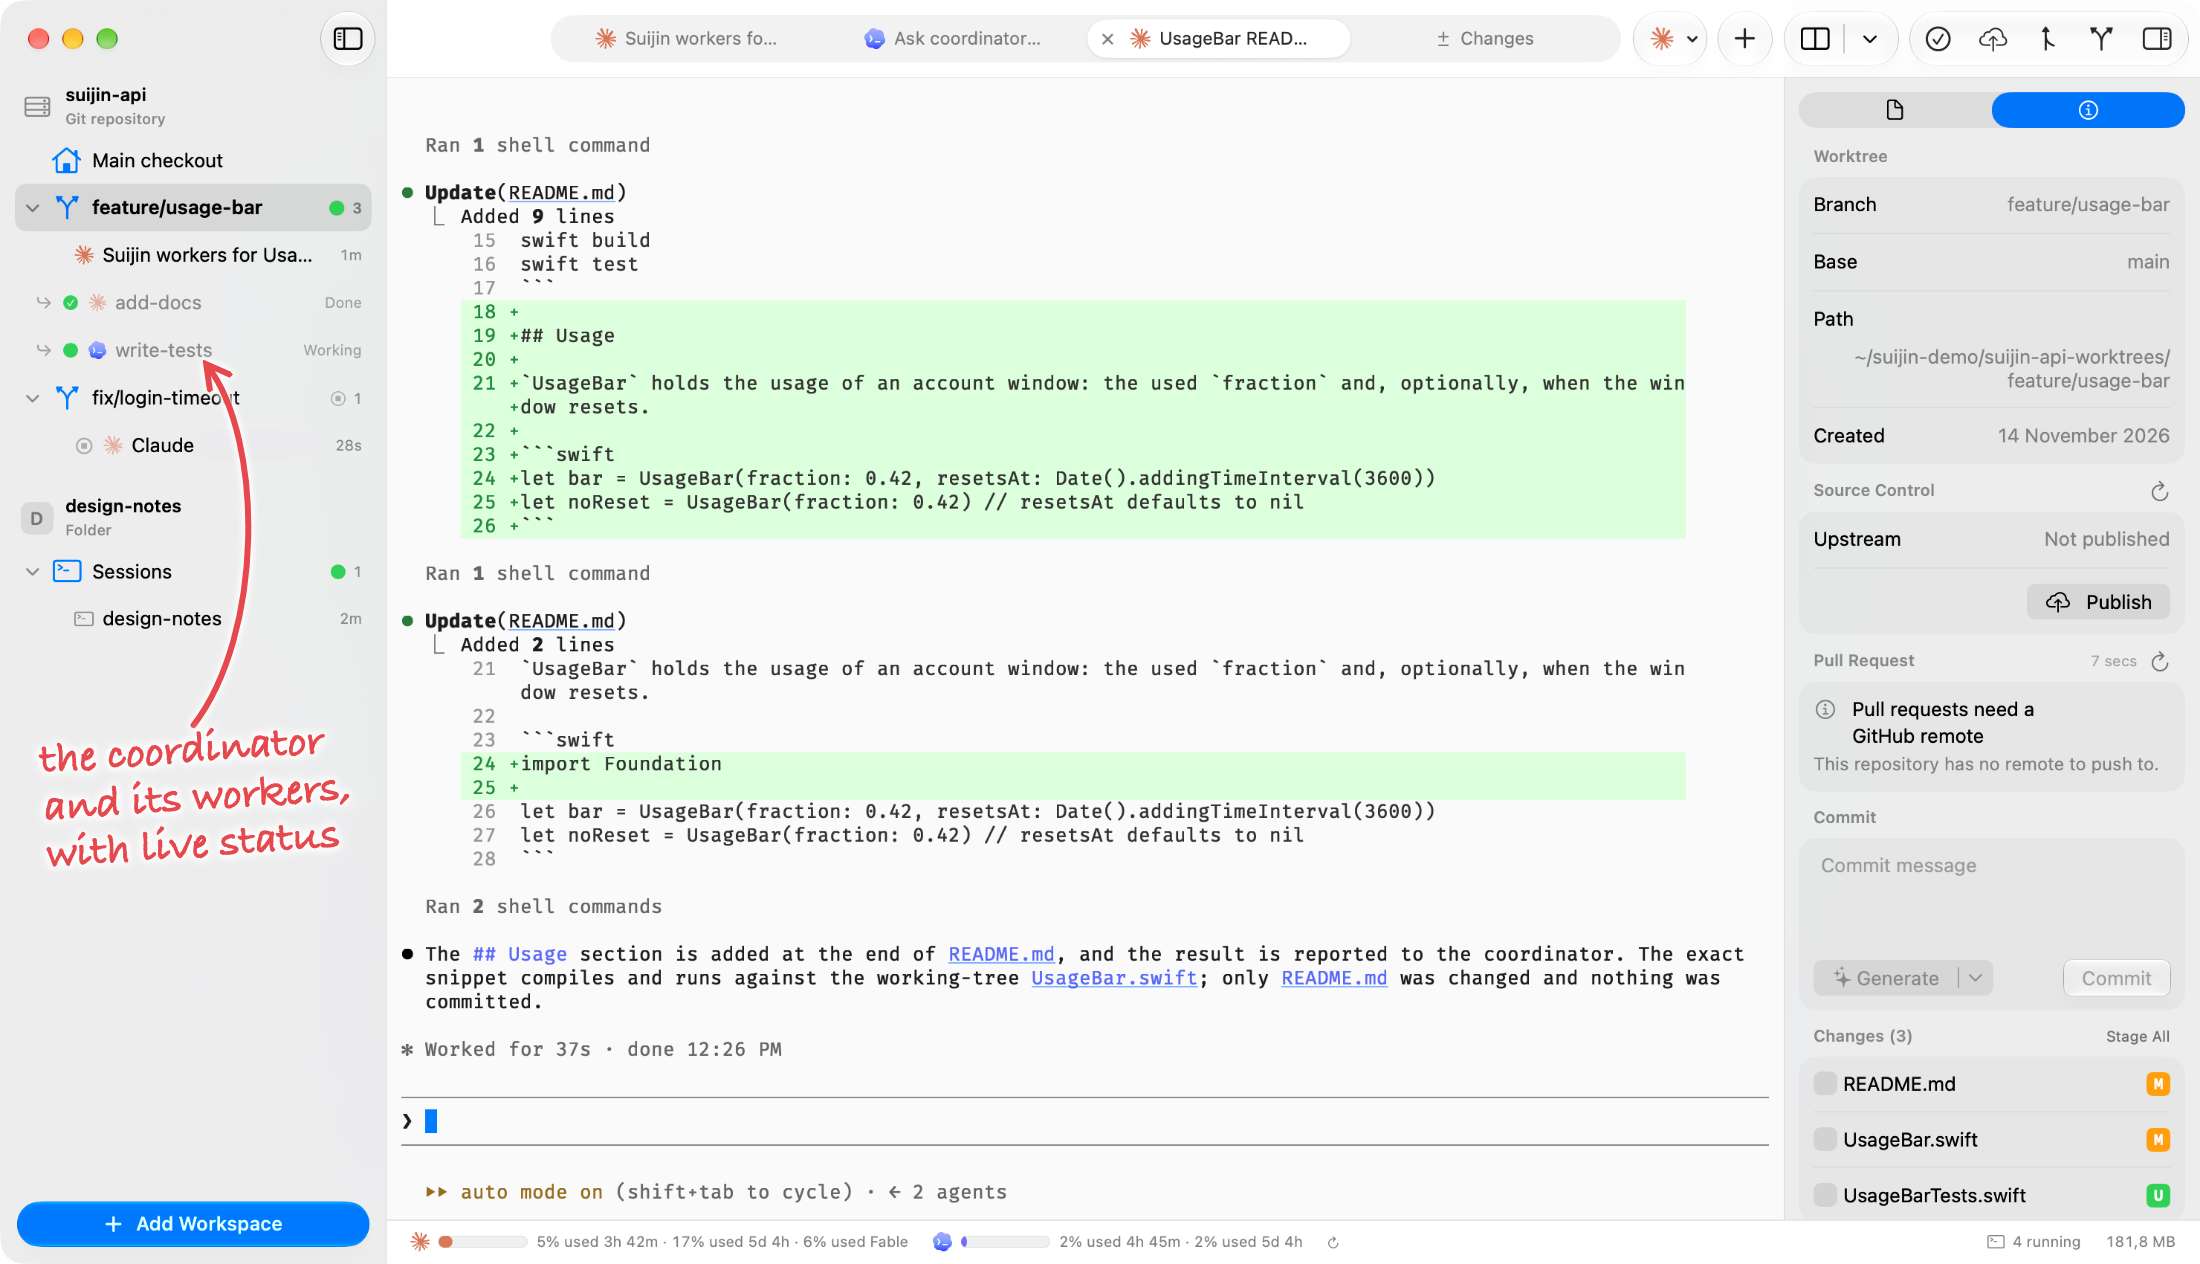 suijin-api
Git repository
Main checkout
feature/usage-bar 3
Suijin workers for Usa... 1m
add-docs Done
write-tests Working
fix/login-timeout 1
Claude 28s
D
design-notes
Folder
Sessions 1
design-notes 2m
the coordinator
and its workers,
with live status
+ Add Workspace
Suijin workers fo...
Ask coordinator...
× UsageBar READ...
± Changes
Ran 1 shell command
Update(README.md)
Added 9 lines
15 swift build
16 swift test
17 ```
18 +
19 +## Usage
20 +
21 +`UsageBar` holds the usage of an account window: the used `fraction` and, optionally, when the win
+dow resets.
22 +
23 +```swift
24 +let bar = UsageBar(fraction: 0.42, resetsAt: Date().addingTimeInterval(3600))
25 +let noReset = UsageBar(fraction: 0.42) // resetsAt defaults to nil
26 +```
Ran 1 shell command
Update(README.md)
Added 2 lines
21 `UsageBar` holds the usage of an account window: the used `fraction` and, optionally, when the win
dow resets.
22
23 ```swift
24 +import Foundation
25 +
26 let bar = UsageBar(fraction: 0.42, resetsAt: Date().addingTimeInterval(3600))
27 let noReset = UsageBar(fraction: 0.42) // resetsAt defaults to nil
28 ```
Ran 2 shell commands
● The ## Usage section is added at the end of README.md, and the result is reported to the coordinator. The exact
snippet compiles and runs against the working-tree UsageBar.swift; only README.md was changed and nothing was
committed.
✻ Worked for 37s · done 12:26 PM
❯
⏵⏵ auto mode on (shift+tab to cycle) · ← 2 agents
5% used 3h 42m · 17% used 5d 4h · 6% used Fable
2% used 4h 45m · 2% used 5d 4h
4 running 181,8 MB
Worktree
Branch feature/usage-bar
Base main
Path
~/suijin-demo/suijin-api-worktrees/
feature/usage-bar
Created 14 November 2026
Source Control
Upstream Not published
Publish
Pull Request 7 secs
Pull requests need a
GitHub remote
This repository has no remote to push to.
Commit
Commit message
Generate
Commit
Changes (3) Stage All
README.md M
UsageBar.swift M
UsageBarTests.swift U